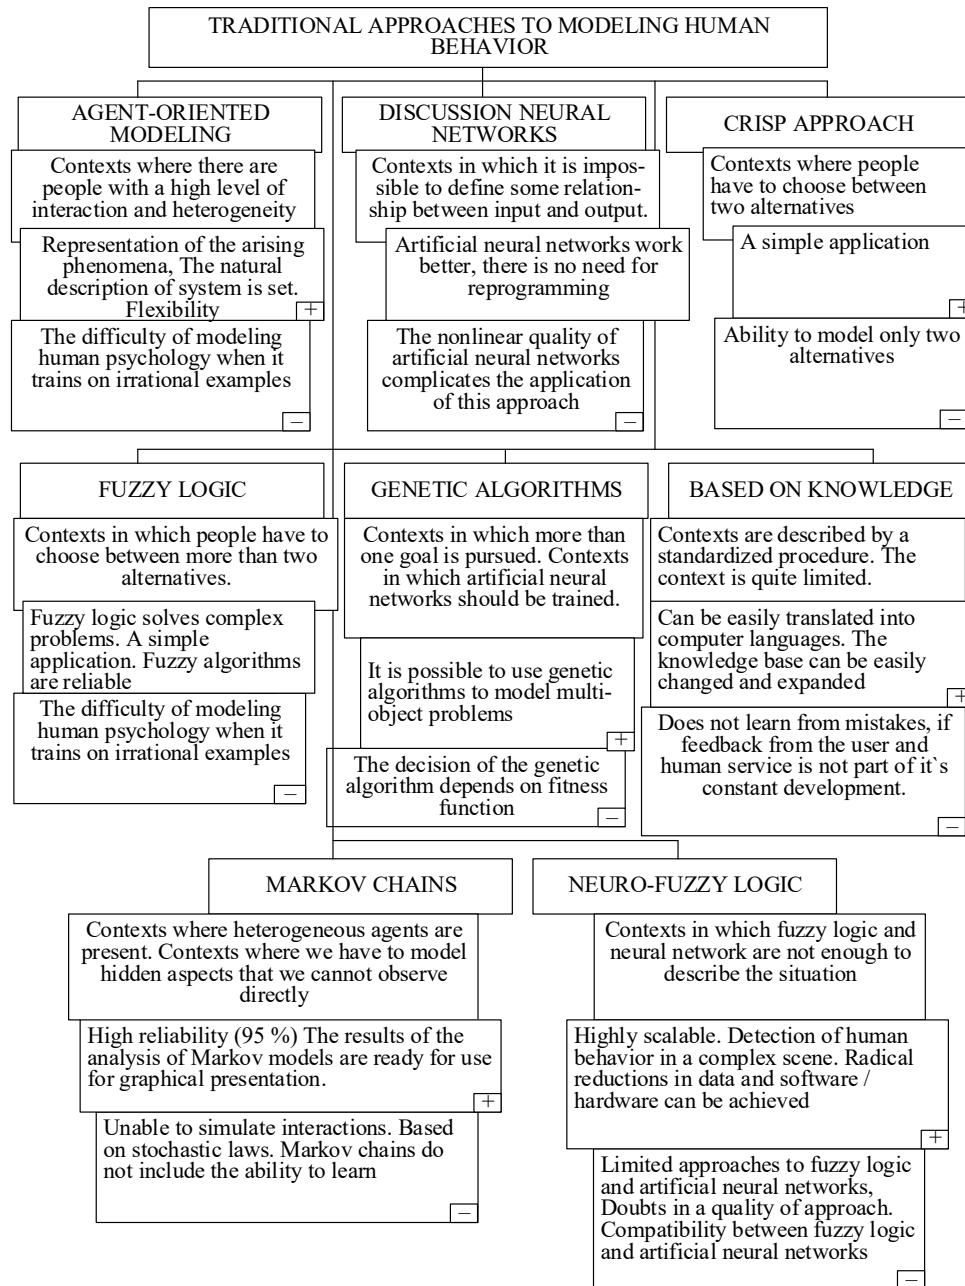 TRADITIONAL APPROACHES TO MODELING HUMAN
BEHAVIOR
AGENT-ORIENTED
MODELING
Contexts where there are
people with a high level of
interaction and heterogeneity
Representation of the arising
phenomena, The natural
description of system is set.
Flexibility
+
The difficulty of modeling
human psychology when it
trains on irrational examples
−
DISCUSSION NEURAL
NETWORKS
Contexts in which it is impos-
sible to define some relation-
ship between input and output.
Artificial neural networks work
better, there is no need for
reprogramming
The nonlinear quality of
artificial neural networks
complicates the application
of this approach
−
CRISP APPROACH
Contexts where people
have to choose between
two alternatives
A simple application
+
Ability to model only two
alternatives
−
FUZZY LOGIC
Contexts in which people have to
choose between more than two
alternatives.
Fuzzy logic solves complex
problems. A simple
application. Fuzzy algorithms
are reliable
The difficulty of modeling
human psychology when it
trains on irrational examples
−
GENETIC ALGORITHMS
Contexts in which more than
one goal is pursued. Contexts
in which artificial neural
networks should be trained.
It is possible to use genetic
algorithms to model multi-
object problems
+
The decision of the genetic
algorithm depends on fitness
function
−
BASED ON KNOWLEDGE
Contexts are described by a
standardized procedure. The
context is quite limited.
Can be easily translated into
computer languages. The
knowledge base can be easily
changed and expanded
+
Does not learn from mistakes, if
feedback from the user and
human service is not part of it`s
constant development.
−
MARKOV CHAINS
Contexts where heterogeneous agents are
present. Contexts where we have to model
hidden aspects that we cannot observe
directly
High reliability (95 %) The results of the
analysis of Markov models are ready for use
for graphical presentation.
+
Unable to simulate interactions. Based
on stochastic laws. Markov chains do
not include the ability to learn
−
NEURO-FUZZY LOGIC
Contexts in which fuzzy logic and
neural network are not enough to
describe the situation
Highly scalable. Detection of human
behavior in a complex scene. Radical
reductions in data and software /
hardware can be achieved
+
Limited approaches to fuzzy logic
and artificial neural networks,
Doubts in a quality of approach.
Compatibility between fuzzy logic
and artificial neural networks
−